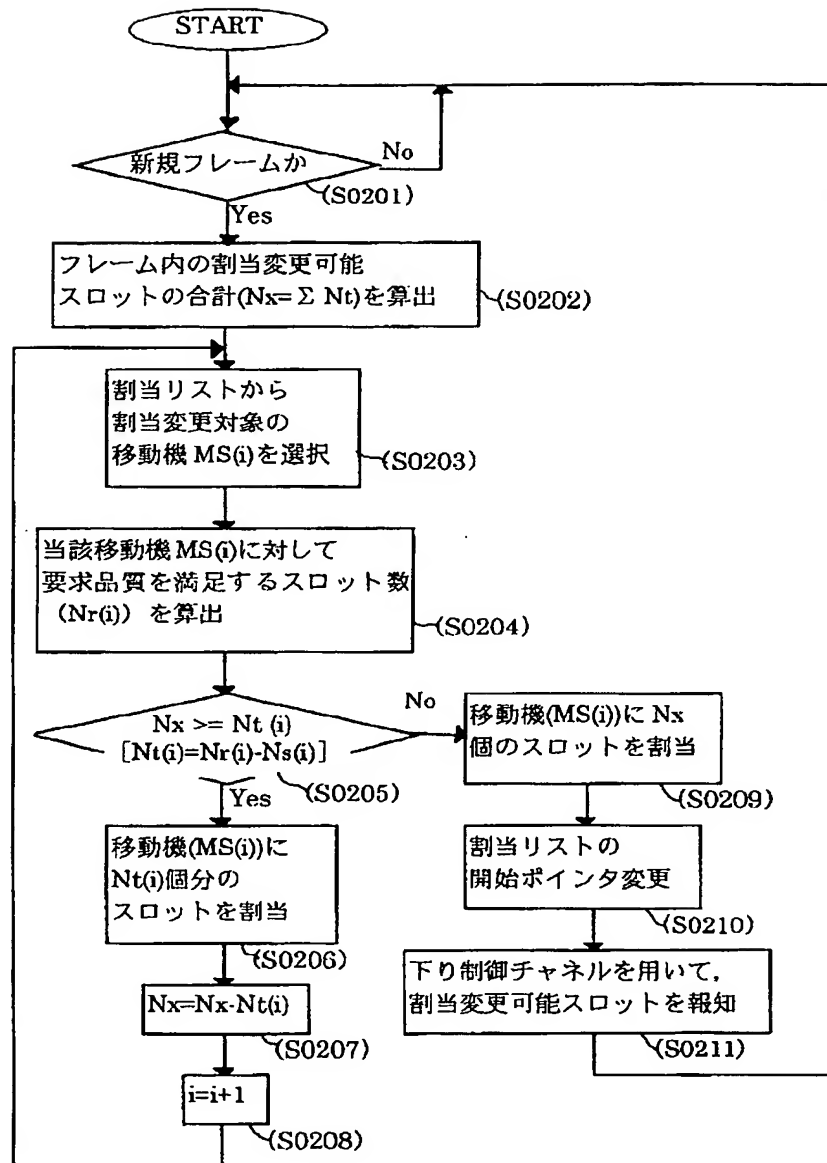 START
新規フレームか
No
(S0201)
Yes
フレーム内の割当変更可能
スロットの合計(Nx=Σ Nt)を算出
(S0202)
割当リストから
割当変更対象の
移動機 MS(i)を選択
(S0203)
当該移動機 MS(i)に対して
要求品質を満足するスロット数
（Nr(i)）を算出
(S0204)
Nx >= Nt (i)
[Nt(i)=Nr(i)-Ns(i)]
No
(S0205)
Yes
移動機(MS(i))に
Nt(i)個分の
スロットを割当
(S0206)
Nx=Nx-Nt(i)
(S0207)
i=i+1
(S0208)
移動機(MS(i))に Nx
個のスロットを割当
(S0209)
割当リストの
開始ポインタ変更
(S0210)
下り制御チャネルを用いて，
割当変更可能スロットを報知
(S0211)